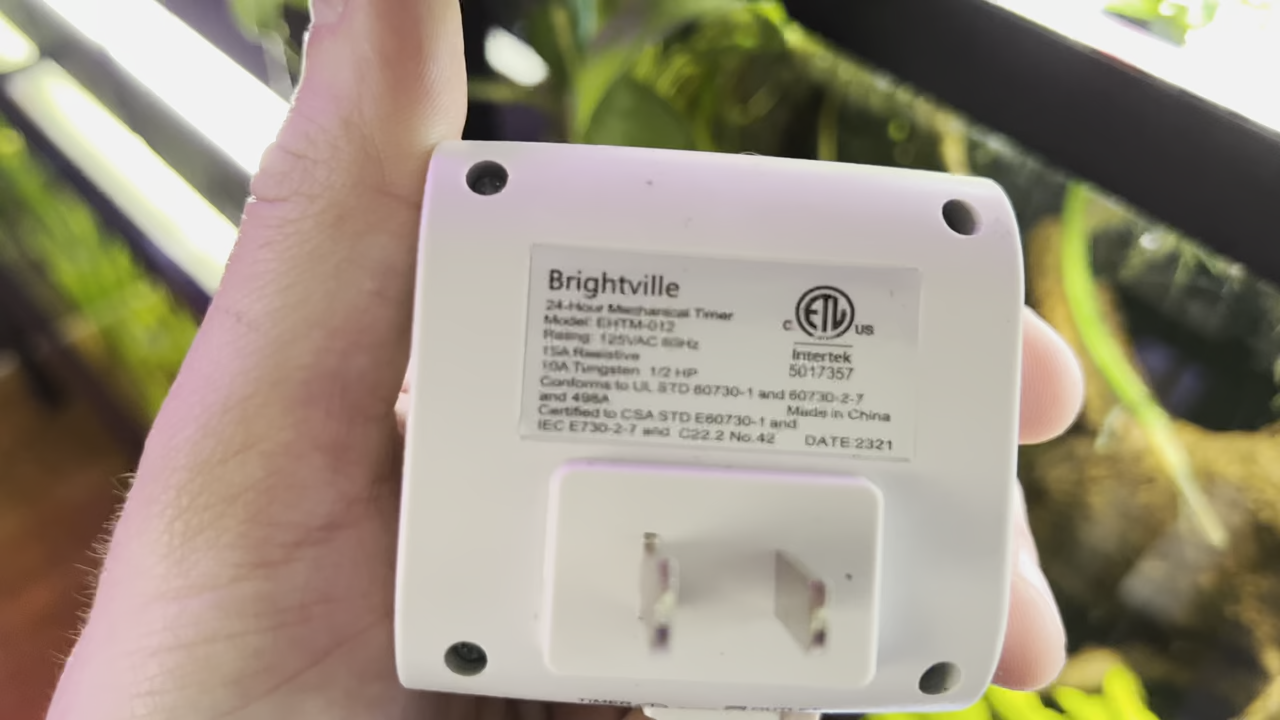 Brightville
24-Hour Mechanical Timer
Model: EHTM-012
Rating: 125VAC 60Hz
15A Resistive
10A Tungsten 1/2 HP
Conforms to UL STD 60730-1 and 60730-2-7
and 498A
Certified to CSA STD E60730-1 and
IEC E730-2-7 and C22.2 No.42
C
ETL
US
Intertek
5017357
Made in China
DATE:2321
TIMER